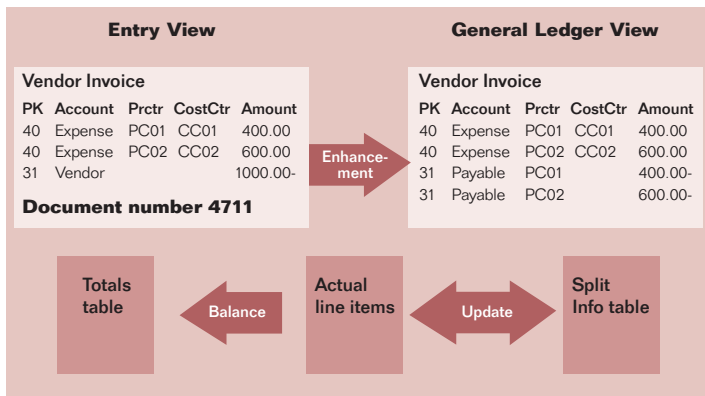 Entry View
General Ledger View
Vendor Invoice
PK Account Prctr CostCtr Amount
40 Expense PC01 CC01 400.00
40 Expense PC02 CC02 600.00
31 Vendor 1000.00-
Document number 4711
Enhance-
ment
Vendor Invoice
PK Account Prctr CostCtr Amount
40 Expense PC01 CC01 400.00
40 Expense PC02 CC02 600.00
31 Payable PC01 400.00-
31 Payable PC02 600.00-
Totals
table
Balance
Actual
line items
Update
Split
Info table